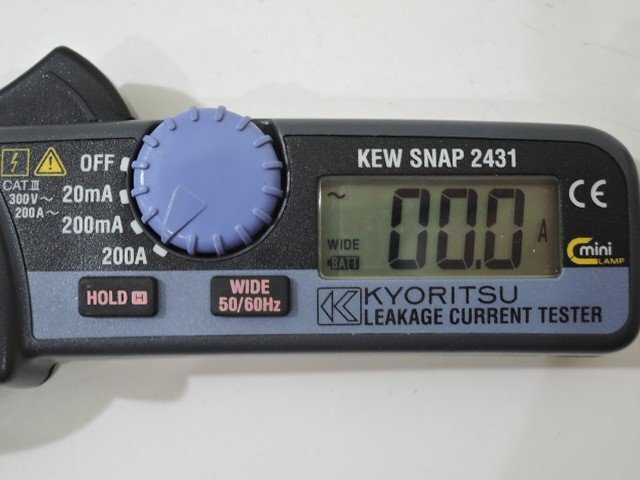 OFF
20mA
200mA
200A
CAT.III
300V~
200A~
HOLD H
WIDE
50/60Hz
KEW SNAP 2431
~
WIDE
BATT
00.0 A
CE
mini
CLAMP
K KYORITSU
LEAKAGE CURRENT TESTER